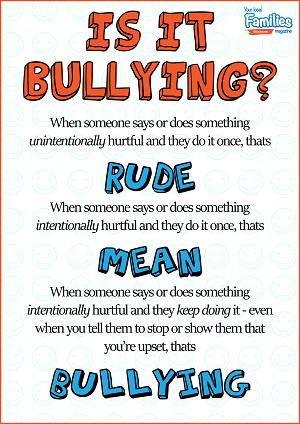 Your local
Families
magazine
IS IT
BULLYING?
When someone says or does something
unintentionally hurtful and they do it once, thats
RUDE
When someone says or does something
intentionally hurtful and they do it once, thats
MEAN
When someone says or does something
intentionally hurtful and they keep doing it - even
when you tell them to stop or show them that
you're upset, thats
BULLYING